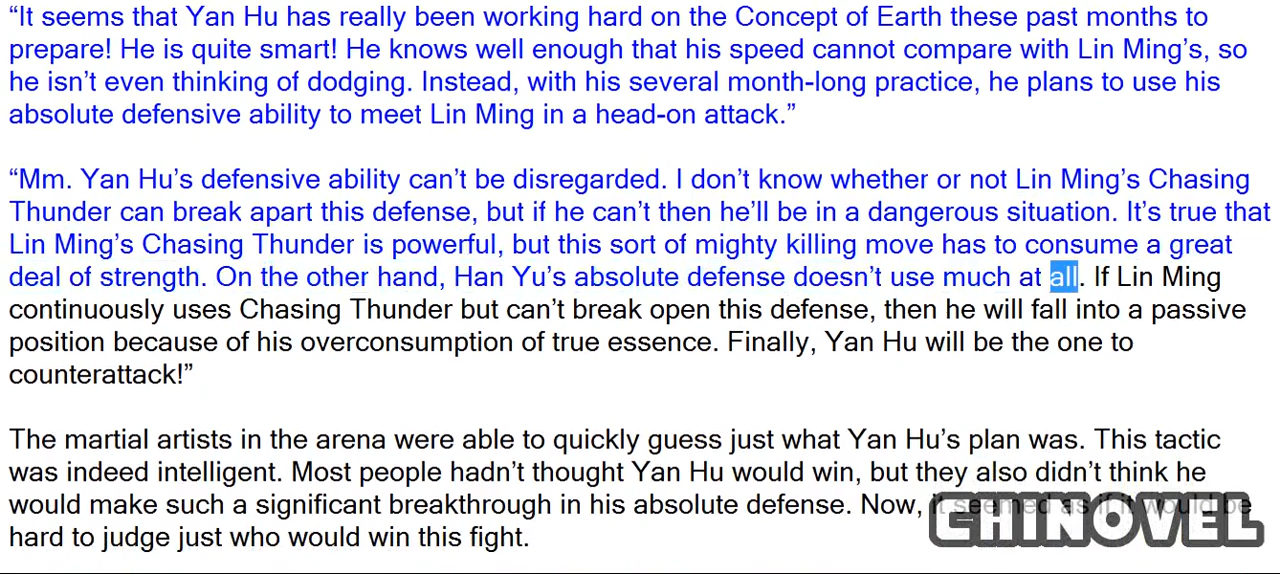 “It seems that Yan Hu has really been working hard on the Concept of Earth these past months to
prepare! He is quite smart! He knows well enough that his speed cannot compare with Lin Ming’s, so
he isn’t even thinking of dodging. Instead, with his several month-long practice, he plans to use his
absolute defensive ability to meet Lin Ming in a head-on attack.”
“Mm. Yan Hu’s defensive ability can’t be disregarded. I don’t know whether or not Lin Ming’s Chasing
Thunder can break apart this defense, but if he can’t then he’ll be in a dangerous situation. It’s true that
Lin Ming’s Chasing Thunder is powerful, but this sort of mighty killing move has to consume a great
deal of strength. On the other hand, Han Yu’s absolute defense doesn’t use much at all. If Lin Ming
continuously uses Chasing Thunder but can’t break open this defense, then he will fall into a passive
position because of his overconsumption of true essence. Finally, Yan Hu will be the one to
counterattack!”
The martial artists in the arena were able to quickly guess just what Yan Hu’s plan was. This tactic
was indeed intelligent. Most people hadn’t thought Yan Hu would win, but they also didn’t think he
would make such a significant breakthrough in his absolute defense. Now, it seemed as if it would be
hard to judge just who would win this fight.
CHINOVEL